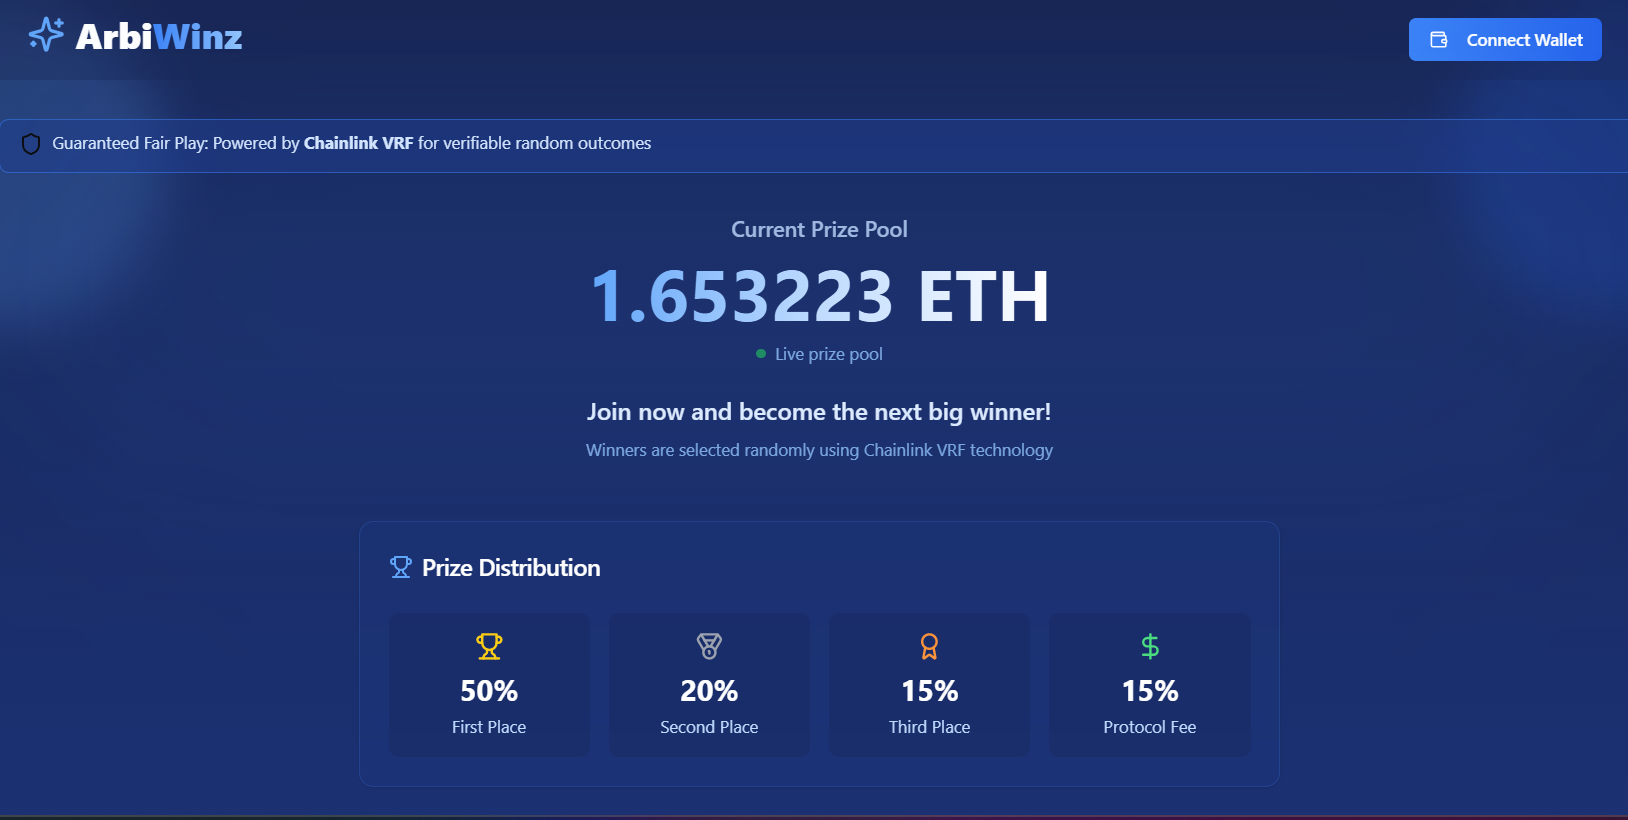 ArbiWinz
Connect Wallet
Guaranteed Fair Play: Powered by Chainlink VRF for verifiable random outcomes
Current Prize Pool
1.653223 ETH
Live prize pool
Join now and become the next big winner!
Winners are selected randomly using Chainlink VRF technology
Prize Distribution
50%
First Place
20%
Second Place
15%
Third Place
15%
Protocol Fee